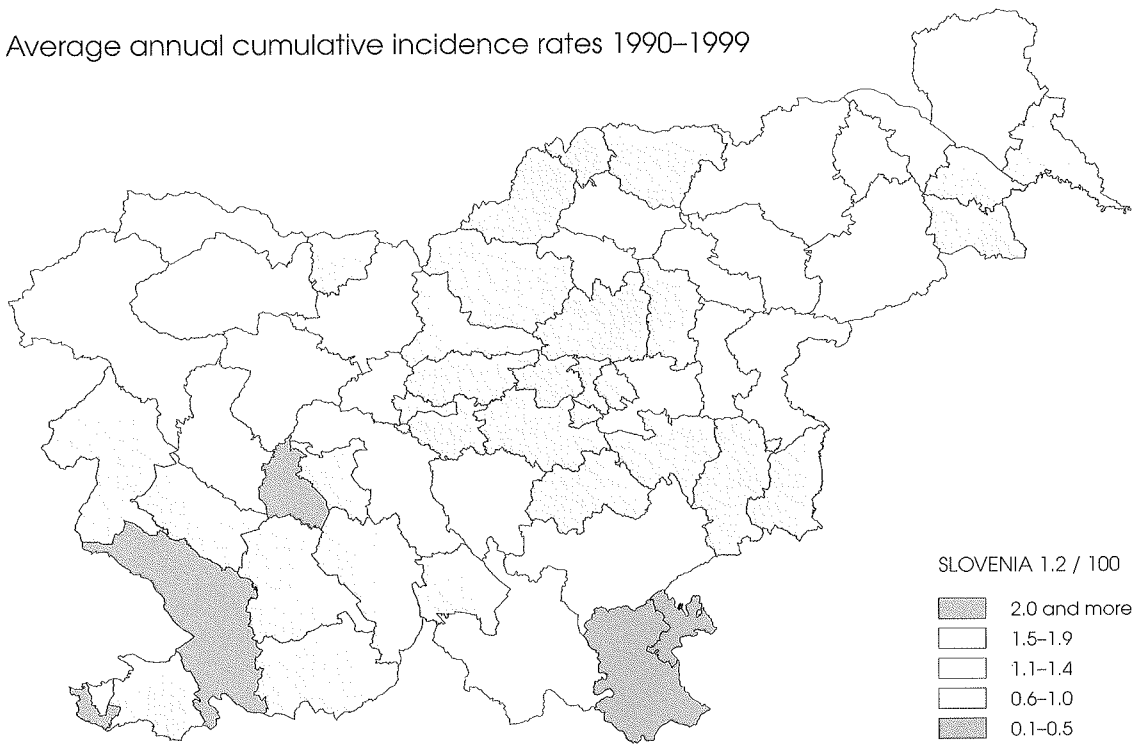 Average annual cumulative incidence rates 1990–1999
SLOVENIA 1.2 / 100
2.0 and more
1.5–1.9
1.1–1.4
0.6–1.0
0.1–0.5